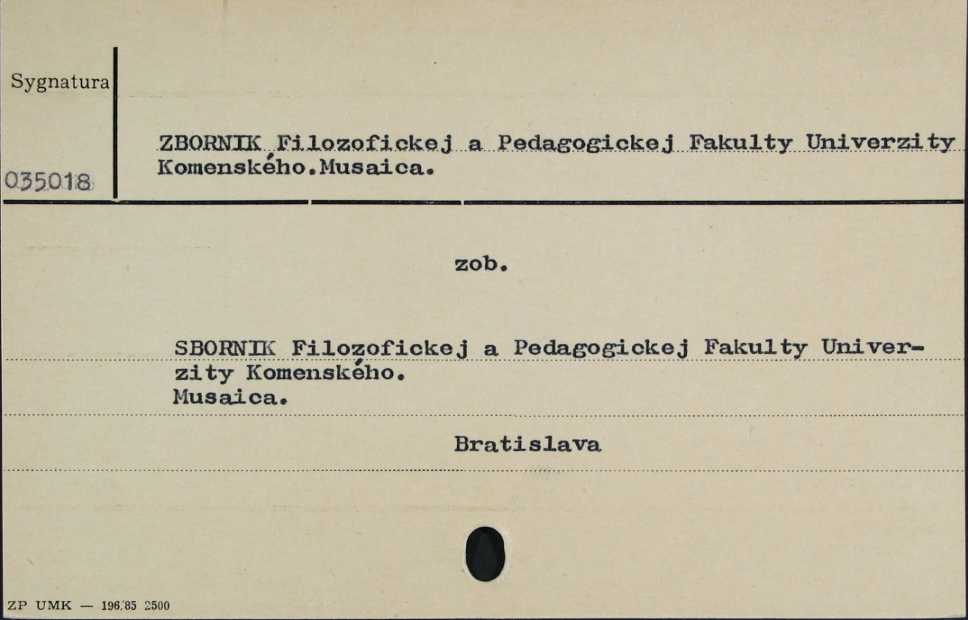 Sygnatura
ZBORNIK Filozofickej a Pedagogickej Fakulty Univerzity
Komenského.Musaica.
035018
zob.
SBORNIK Filozofickej a Pedagogickej Fakulty Univer-
zity Komenského.
Musaica.
Bratislava
ZP UMK — 196/85 2500